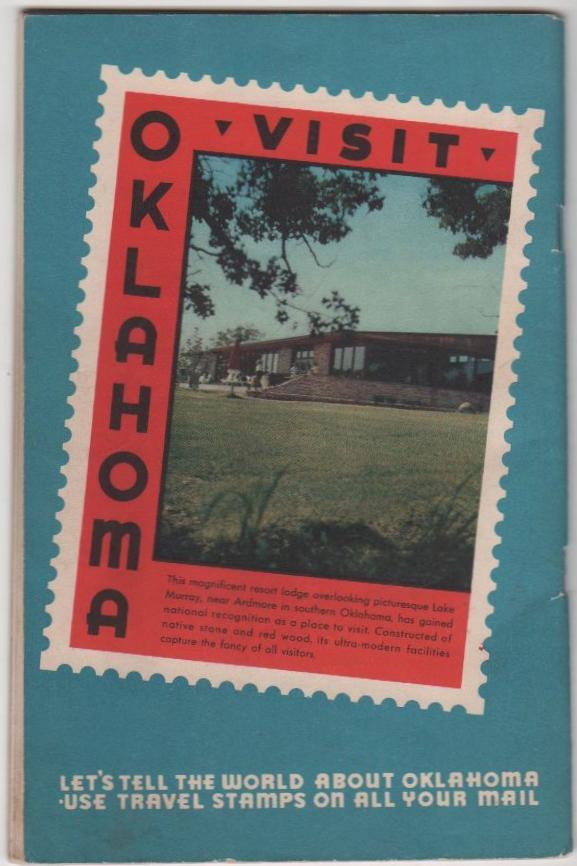 ▼ VISIT ▼
OKLAHOMA
This magnificent resort lodge overlooking picturesque Lake
Murray, near Ardmore in southern Oklahoma, has gained
national recognition as a place to visit. Constructed of
native stone and red wood, its ultra-modern facilities
capture the fancy of all visitors.
LET'S TELL THE WORLD ABOUT OKLAHOMA
·USE TRAVEL STAMPS ON ALL YOUR MAIL